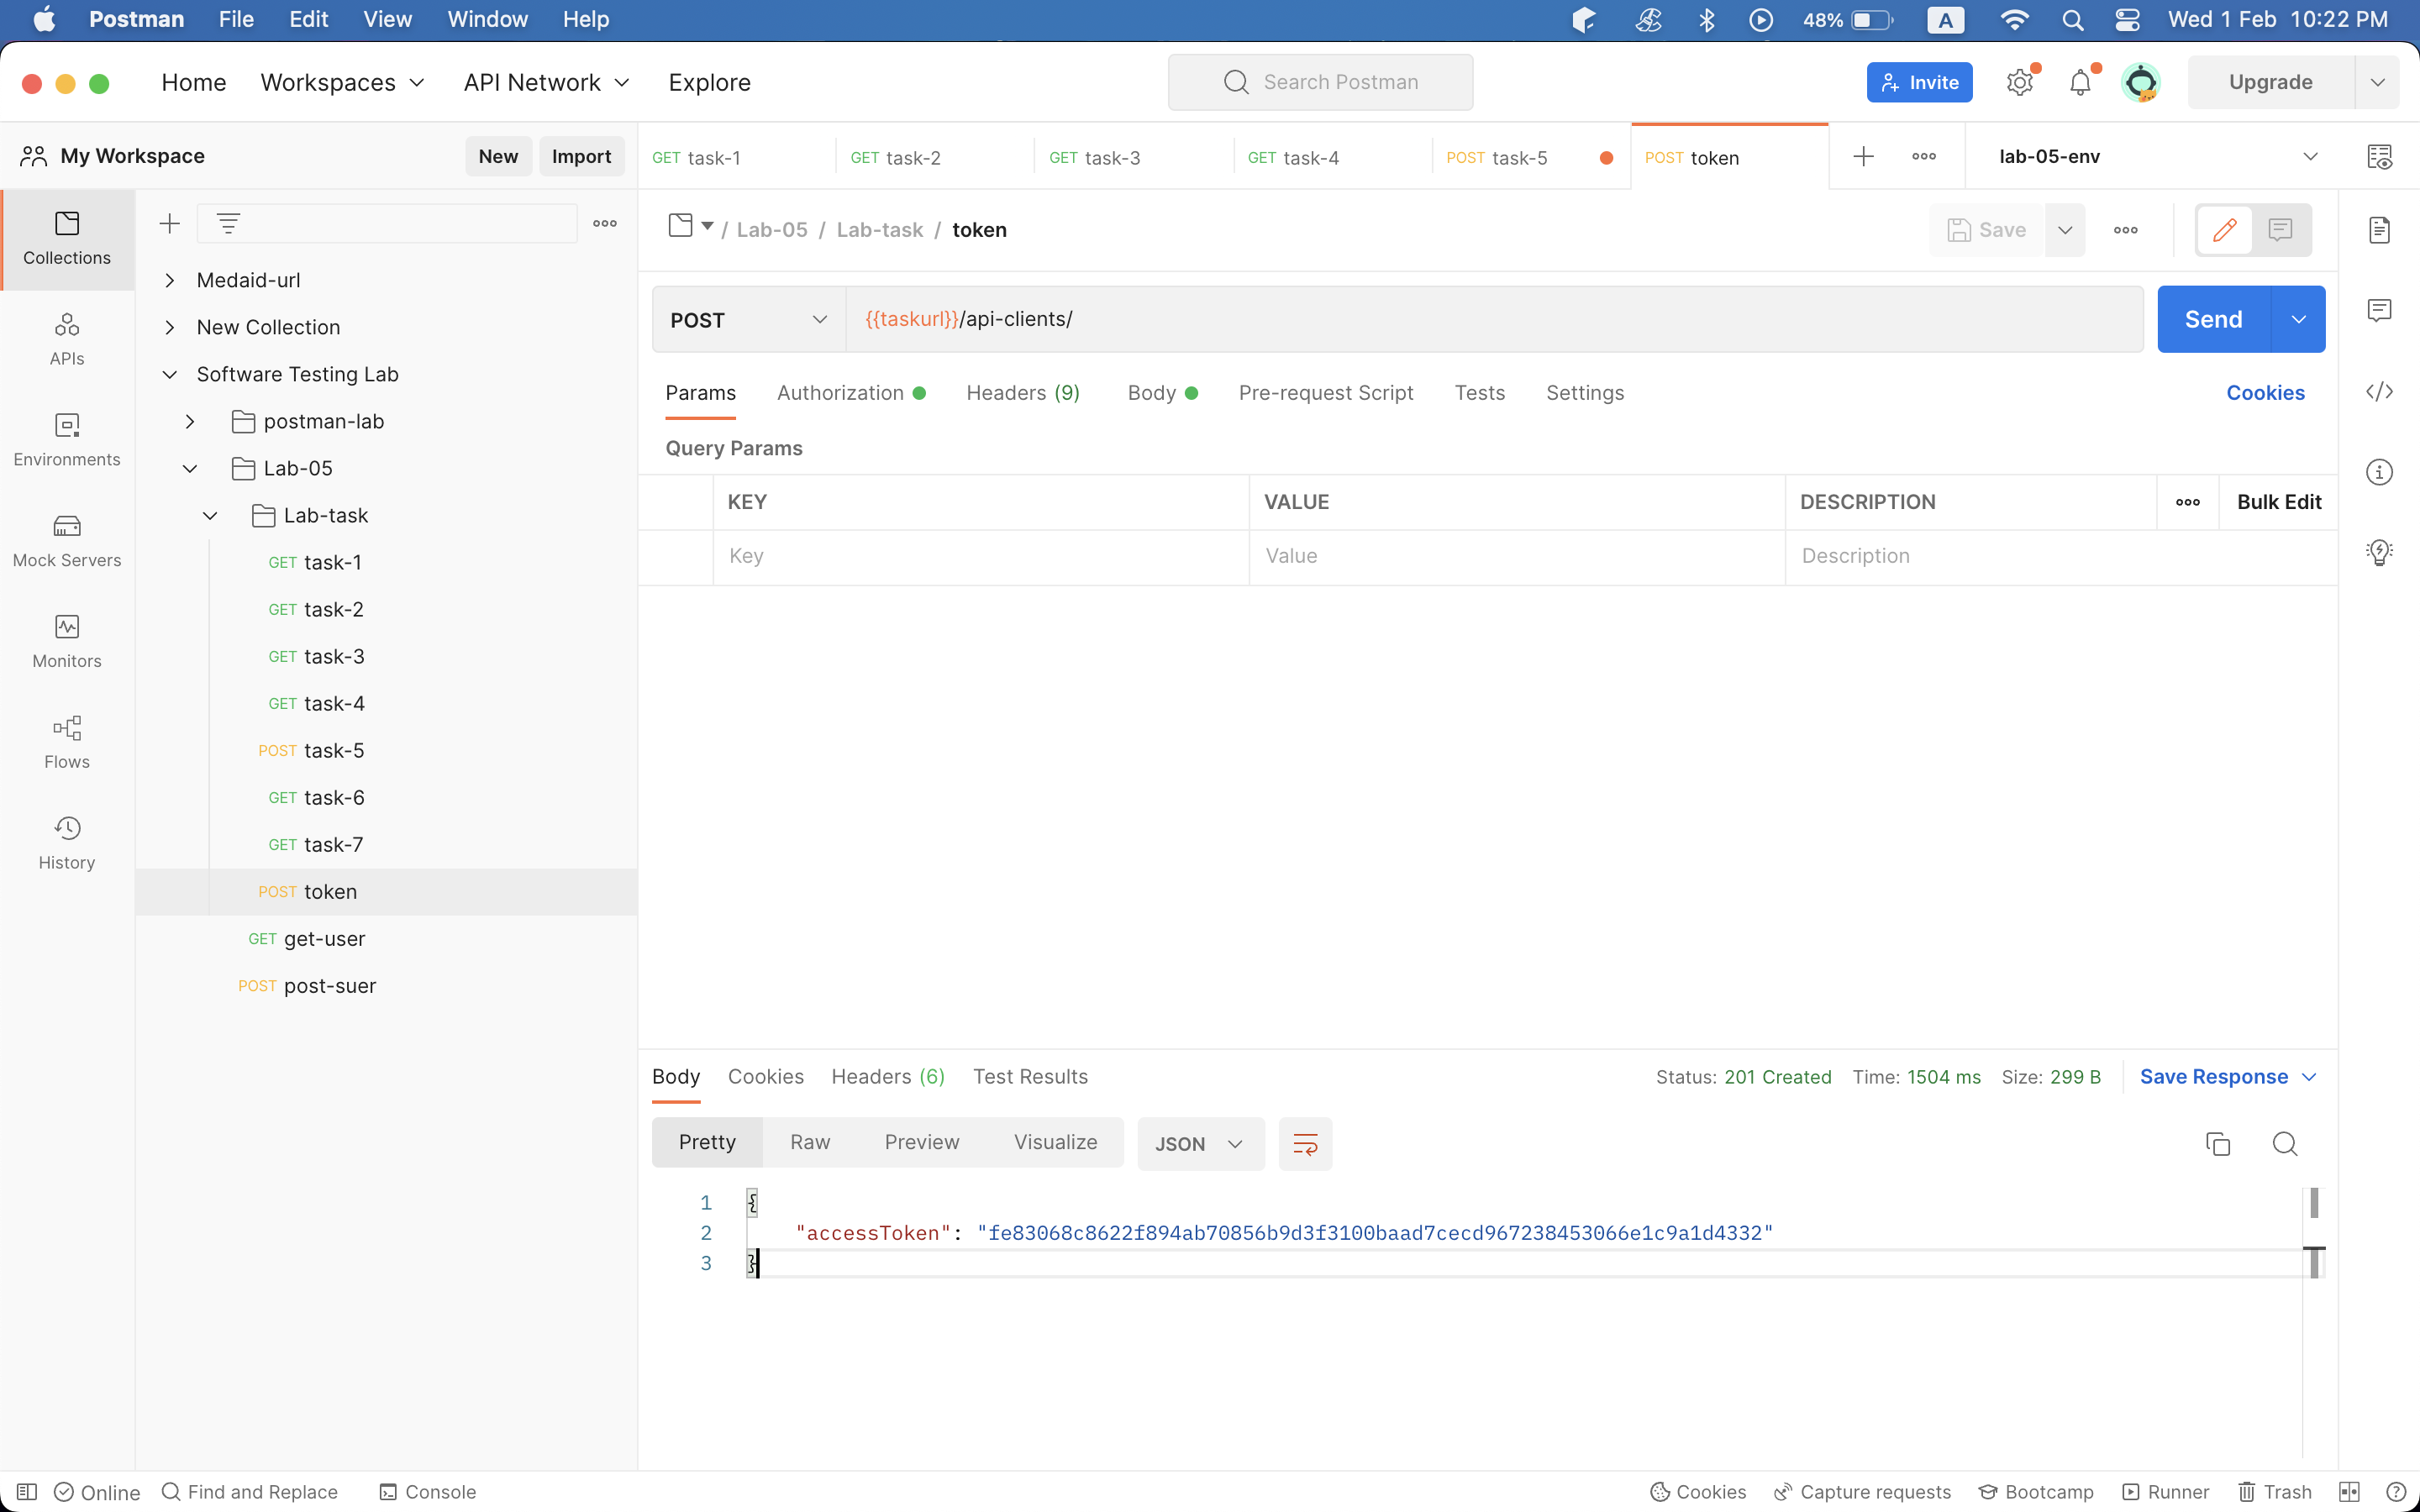 Postman File Edit View Window Help 48% A Wed 1 Feb 10:22 PM
Home Workspaces API Network Explore Search Postman Invite Upgrade
My Workspace New Import
GET task-1 GET task-2 GET task-3 GET task-4 POST task-5 POST token lab-05-env
Collections
APIs
Environments
Mock Servers
Monitors
Flows
History
Medaid-url
New Collection
Software Testing Lab
postman-lab
Lab-05
Lab-task
GET task-1
GET task-2
GET task-3
GET task-4
POST task-5
GET task-6
GET task-7
POST token
GET get-user
POST post-suer
/ Lab-05 / Lab-task / token Save
POST {{taskurl}}/api-clients/ Send
Params Authorization Headers (9) Body Pre-request Script Tests Settings Cookies
Query Params
KEY VALUE DESCRIPTION Bulk Edit
Key Value Description
Body Cookies Headers (6) Test Results Status: 201 Created Time: 1504 ms Size: 299 B Save Response
Pretty Raw Preview Visualize JSON
1 {
2 "accessToken": "fe83068c8622f894ab70856b9d3f3100baad7cecd967238453066e1c9a1d4332"
3 }
Online Find and Replace Console Cookies Capture requests Bootcamp Runner Trash